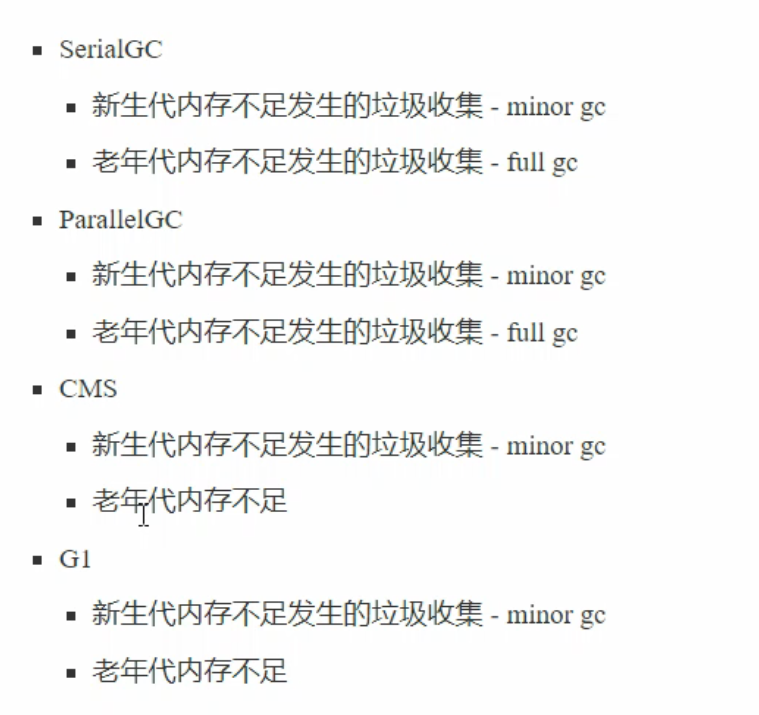 SerialGC
新生代内存不足发生的垃圾收集 - minor gc
老年代内存不足发生的垃圾收集 - full gc
ParallelGC
新生代内存不足发生的垃圾收集 - minor gc
老年代内存不足发生的垃圾收集 - full gc
CMS
新生代内存不足发生的垃圾收集 - minor gc
老年代内存不足
G1
新生代内存不足发生的垃圾收集 - minor gc
老年代内存不足